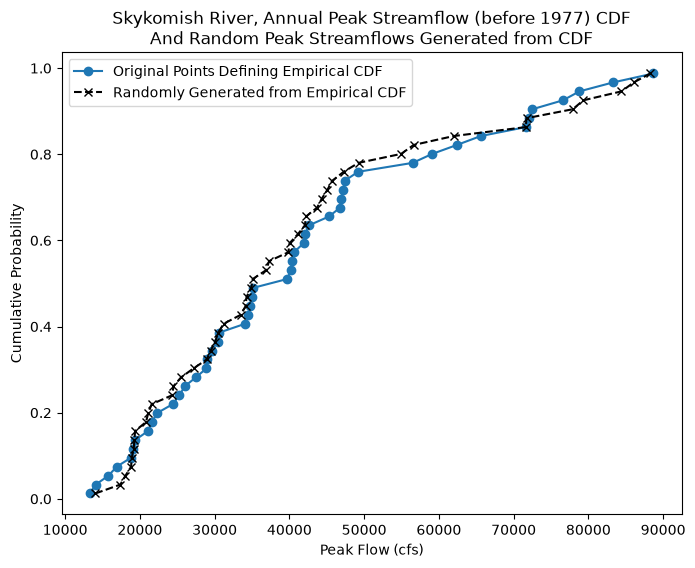 Skykomish River, Annual Peak Streamflow (before 1977) CDF
And Random Peak Streamflows Generated from CDF
Original Points Defining Empirical CDF
Randomly Generated from Empirical CDF
Cumulative Probability
1.0
0.8
0.6
0.4
0.2
0.0
10000 20000 30000 40000 50000 60000 70000 80000 90000
Peak Flow (cfs)